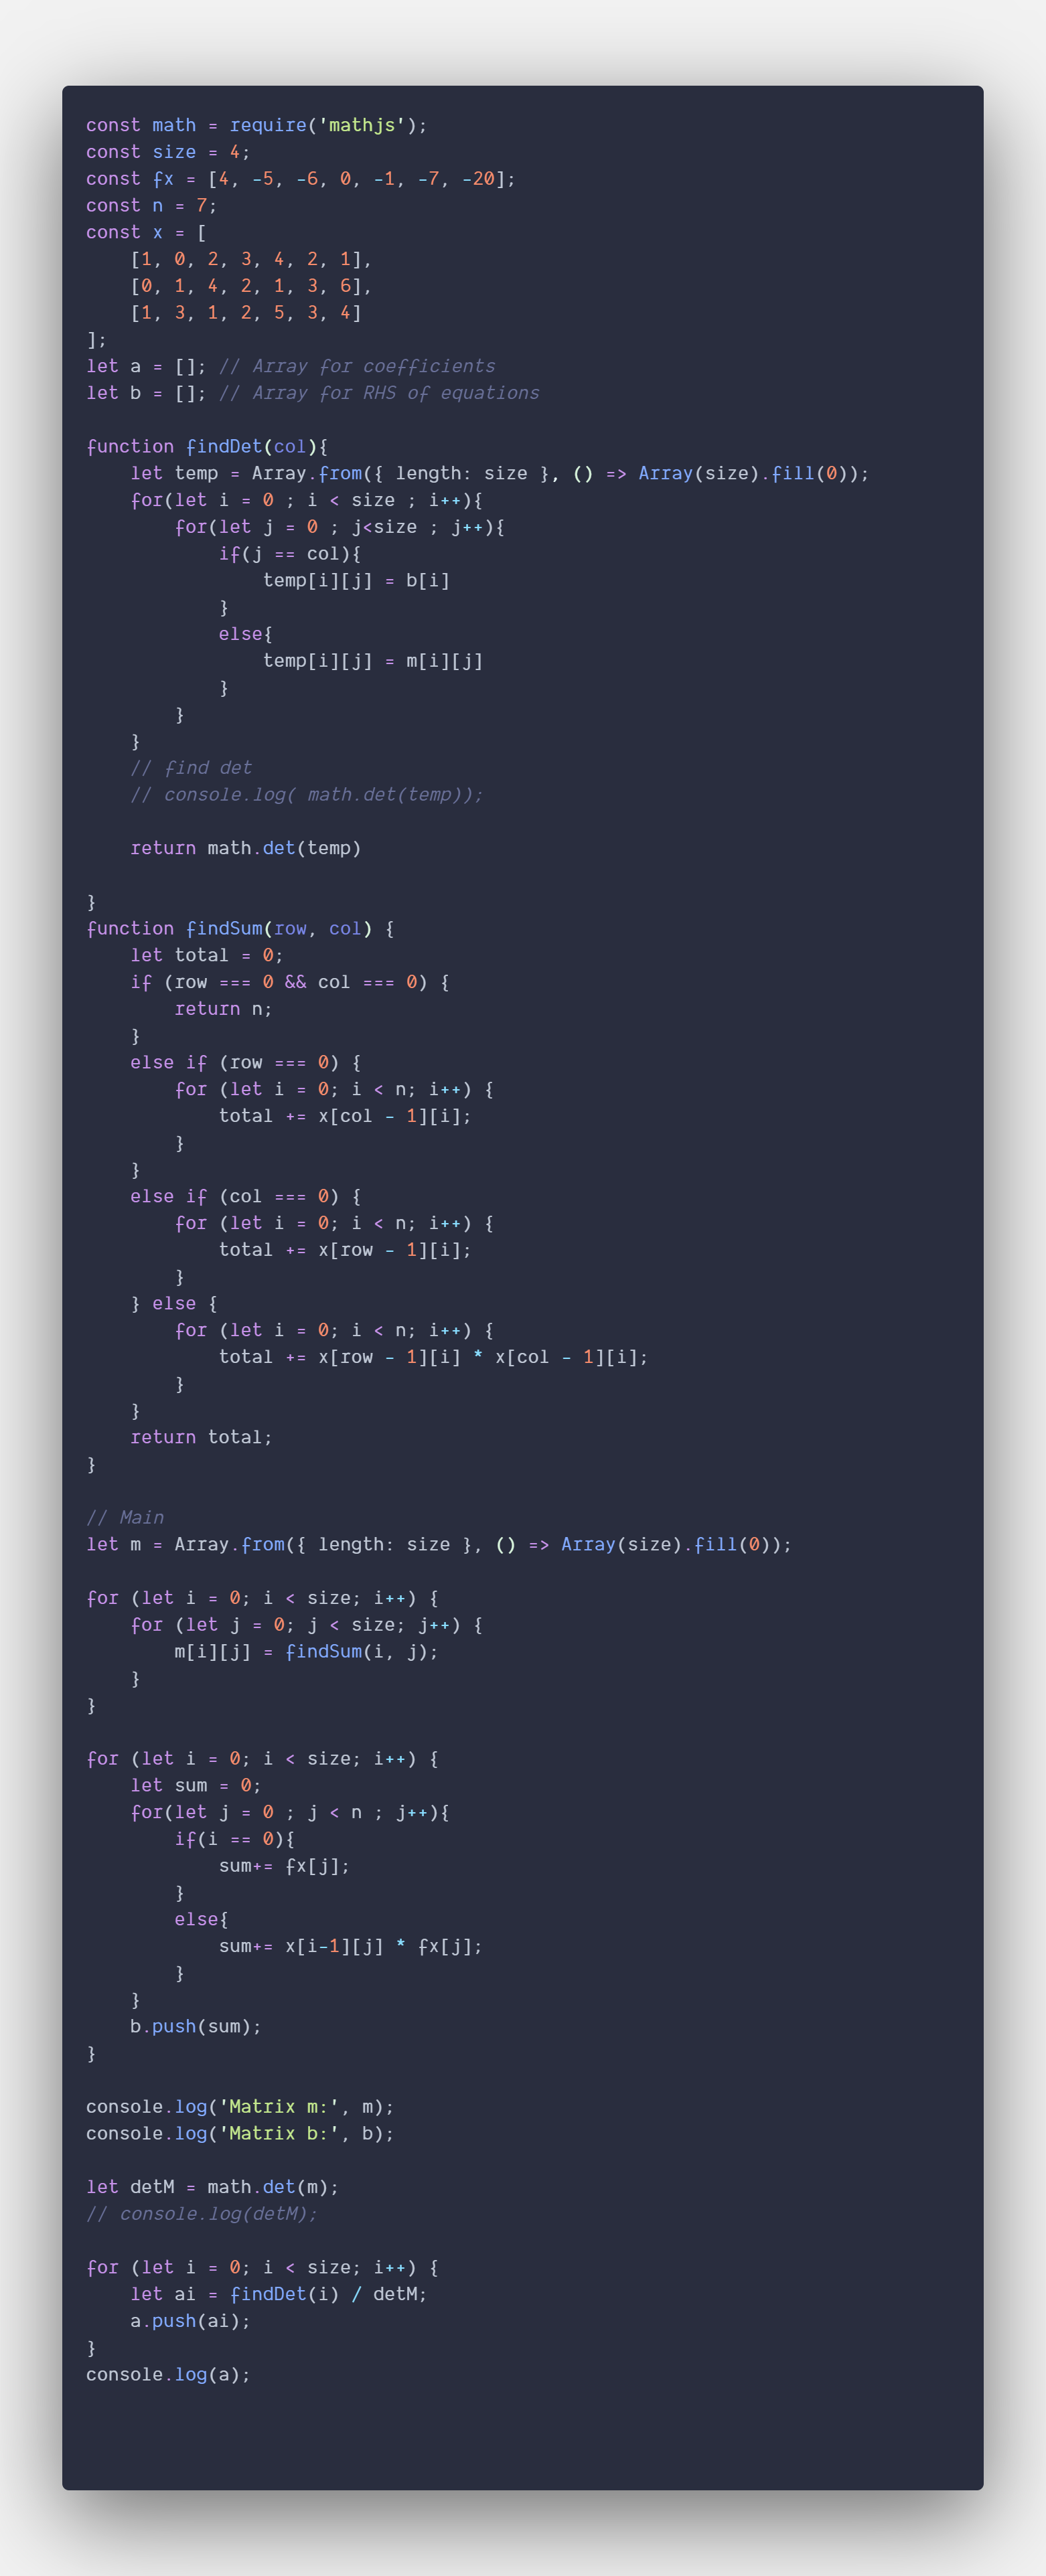 const math = require('mathjs');
const size = 4;
const fx = [4, -5, -6, 0, -1, -7, -20];
const n = 7;
const x = [
    [1, 0, 2, 3, 4, 2, 1],
    [0, 1, 4, 2, 1, 3, 6],
    [1, 3, 1, 2, 5, 3, 4]
];
let a = []; // Array for coefficients
let b = []; // Array for RHS of equations

function findDet(col){
    let temp = Array.from({ length: size }, () => Array(size).fill(0));
    for(let i = 0 ; i < size ; i++){
        for(let j = 0 ; j<size ; j++){
            if(j == col){
                temp[i][j] = b[i]
            }
            else{
                temp[i][j] = m[i][j]
            }
        }
    }
    // find det
    // console.log( math.det(temp));

    return math.det(temp)

}
function findSum(row, col) {
    let total = 0;
    if (row === 0 && col === 0) {
        return n;
    }
    else if (row === 0) {
        for (let i = 0; i < n; i++) {
            total += x[col - 1][i];
        }
    }
    else if (col === 0) {
        for (let i = 0; i < n; i++) {
            total += x[row - 1][i];
        }
    } else {
        for (let i = 0; i < n; i++) {
            total += x[row - 1][i] * x[col - 1][i];
        }
    }
    return total;
}

// Main
let m = Array.from({ length: size }, () => Array(size).fill(0));

for (let i = 0; i < size; i++) {
    for (let j = 0; j < size; j++) {
        m[i][j] = findSum(i, j);
    }
}

for (let i = 0; i < size; i++) {
    let sum = 0;
    for(let j = 0 ; j < n ; j++){
        if(i == 0){
            sum+= fx[j];
        }
        else{
            sum+= x[i-1][j] * fx[j];
        }
    }
    b.push(sum);
}

console.log('Matrix m:', m);
console.log('Matrix b:', b);

let detM = math.det(m);
// console.log(detM);

for (let i = 0; i < size; i++) {
    let ai = findDet(i) / detM;
    a.push(ai);
}
console.log(a);